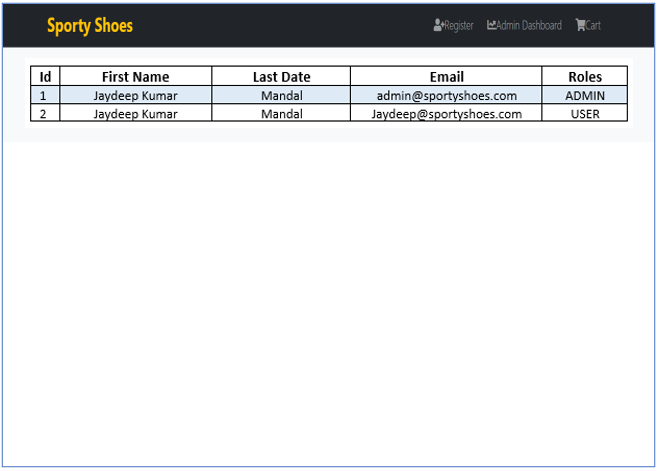 Sporty Shoes Register Admin Dashboard Cart
Id First Name Last Date Email Roles
1 Jaydeep Kumar Mandal admin@sportyshoes.com ADMIN
2 Jaydeep Kumar Mandal Jaydeep@sportyshoes.com USER